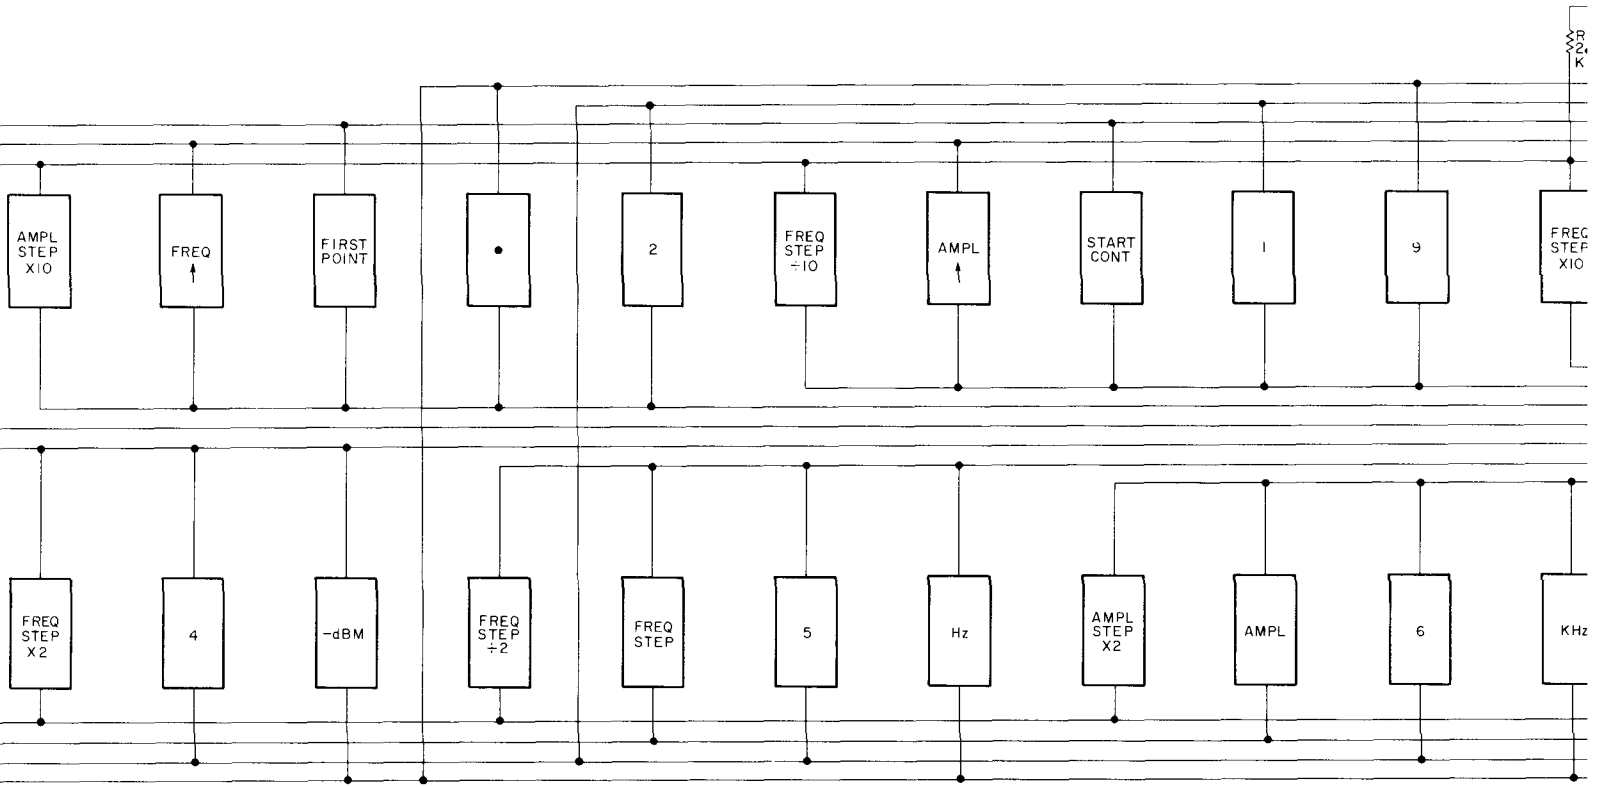 R
2
K
AMPL
STEP
X10
FREQ
FIRST
POINT
2
FREQ
STEP
÷10
AMPL
START
CONT
1
9
FREQ
STEP
X10
FREQ
STEP
X2
4
-dBM
FREQ
STEP
÷2
FREQ
STEP
5
Hz
AMPL
STEP
X2
AMPL
6
KHz